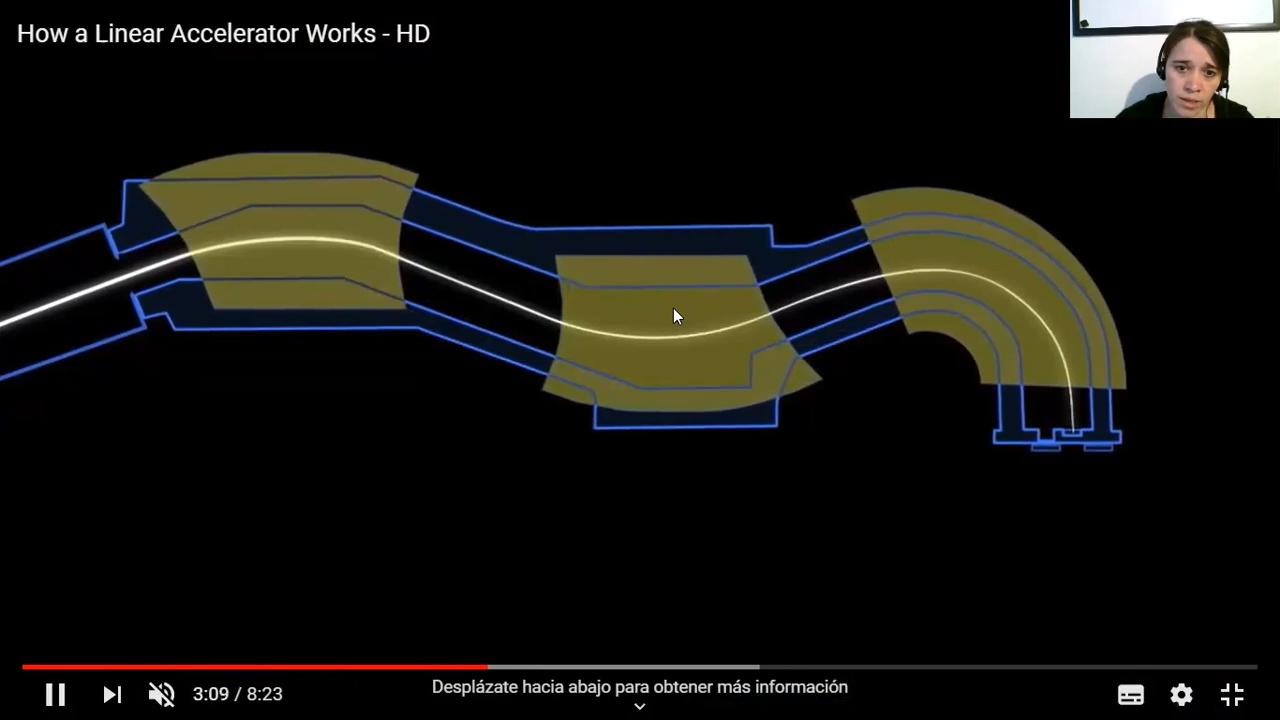 How a Linear Accelerator Works - HD
3:09 / 8:23
Desplázate hacia abajo para obtener más información